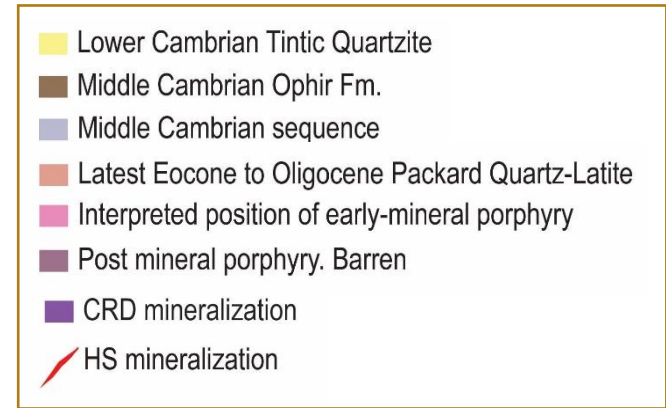 Lower Cambrian Tintic Quartzite
Middle Cambrian Ophir Fm.
Middle Cambrian sequence
Latest Eocone to Oligocene Packard Quartz-Latite
Interpreted position of early-mineral porphyry
Post mineral porphyry. Barren
CRD mineralization
HS mineralization